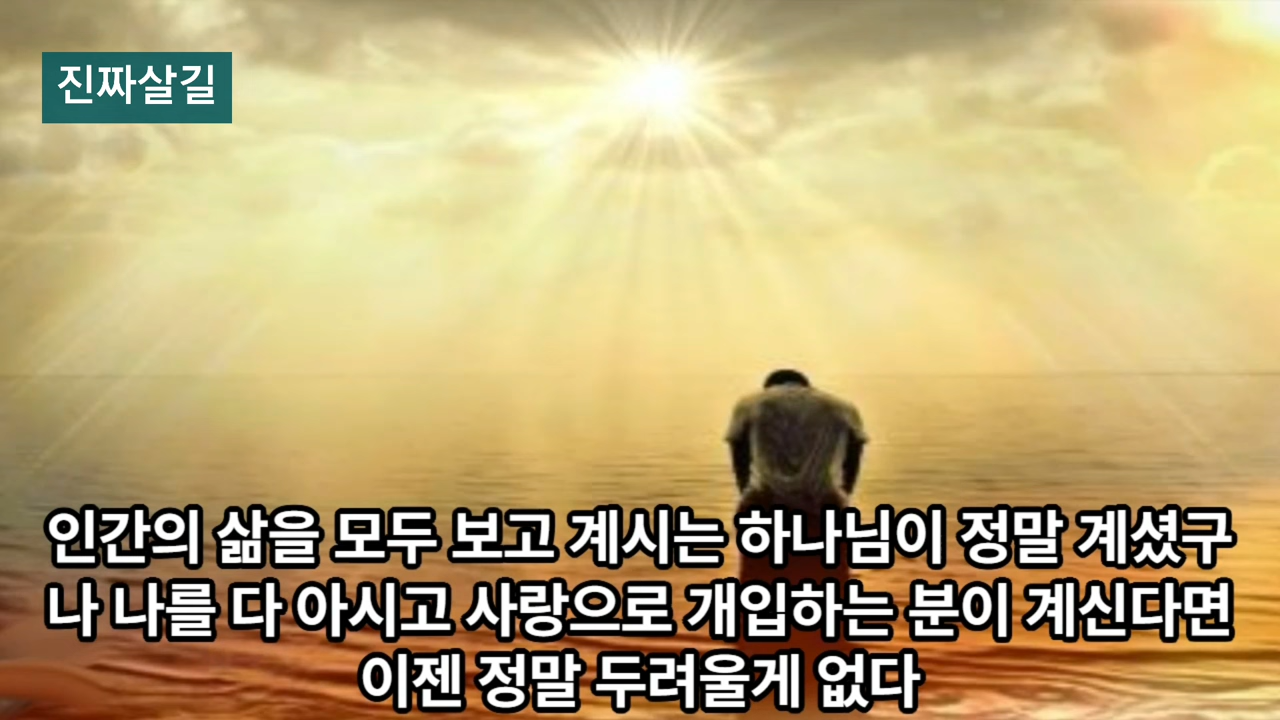 진짜살길
인간의 삶을 모두 보고 계시는 하나님이 정말 계셨구
나 나를 다 아시고 사랑으로 개입하는 분이 계신다면
이젠 정말 두려울게 없다